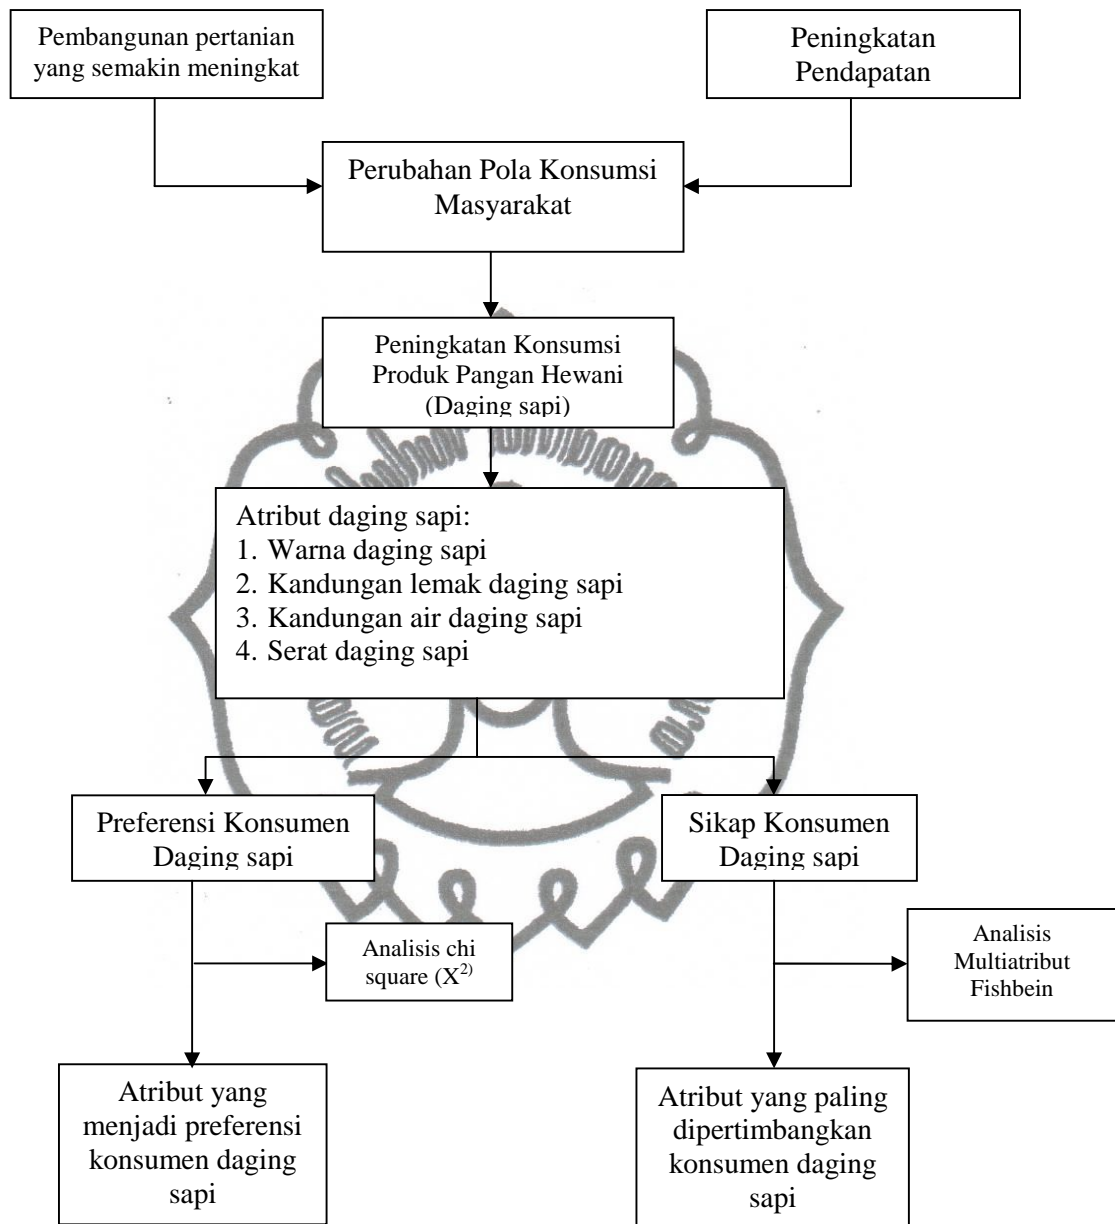 Pembangunan pertanian
yang semakin meningkat
Peningkatan
Pendapatan
Perubahan Pola Konsumsi
Masyarakat
Peningkatan Konsumsi
Produk Pangan Hewani
(Daging sapi)
Atribut daging sapi:
1. Warna daging sapi
2. Kandungan lemak daging sapi
3. Kandungan air daging sapi
4. Serat daging sapi
Preferensi Konsumen
Daging sapi
Sikap Konsumen
Daging sapi
Analisis chi
square (X²⁾
Analisis
Multiatribut
Fishbein
Atribut yang
menjadi preferensi
konsumen daging
sapi
Atribut yang paling
dipertimbangkan
konsumen daging
sapi